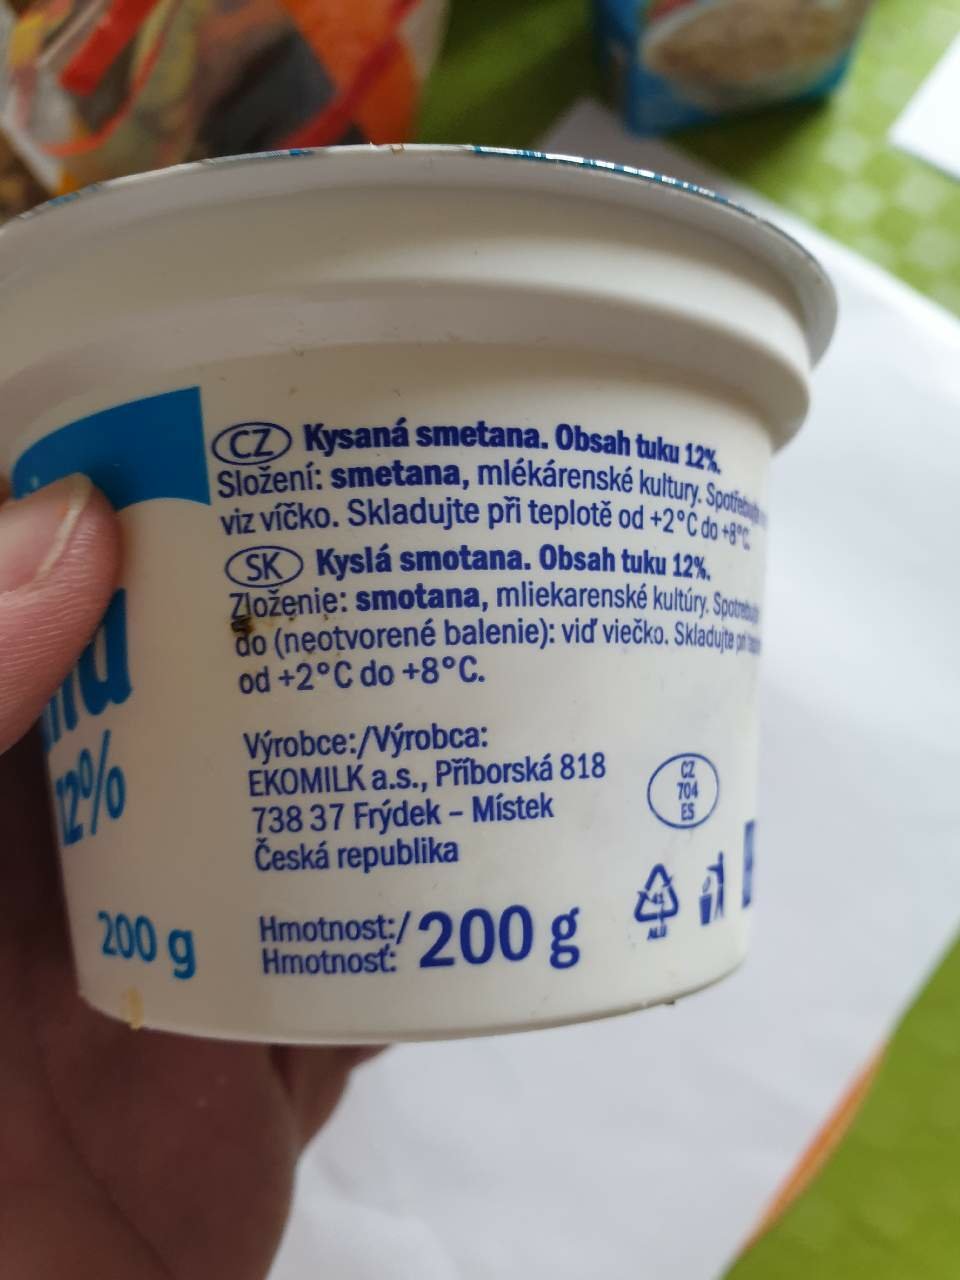 CZ Kysaná smetana. Obsah tuku 12%.
Složení: smetana, mlékárenské kultury.
viz víčko. Skladujte při teplotě od +2°C do +8°C.
SK Kyslá smotana. Obsah tuku 12%.
Zloženie: smotana, mliekarenské kultúry.
do (neotvorené balenie): viď viečko. Skladujte pri
od +2°C do +8°C.
Výrobce:/Výrobca:
EKOMILK a.s., Příborská 818
738 37 Frýdek – Místek
Česká republika
CZ
704
ES
12%
200 g
Hmotnost:/
Hmotnosť:
200 g
41
ALU